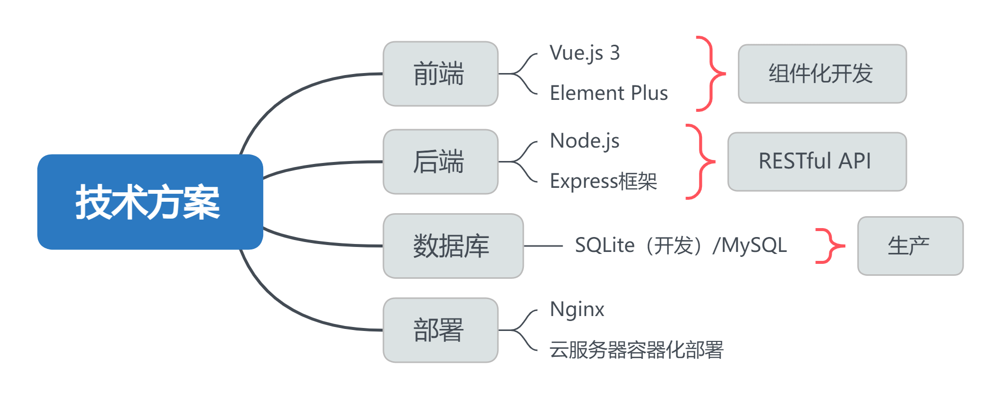 技术方案
前端
Vue.js 3
Element Plus
组件化开发
后端
Node.js
Express框架
RESTful API
数据库
SQLite（开发）/MySQL
生产
部署
Nginx
云服务器容器化部署